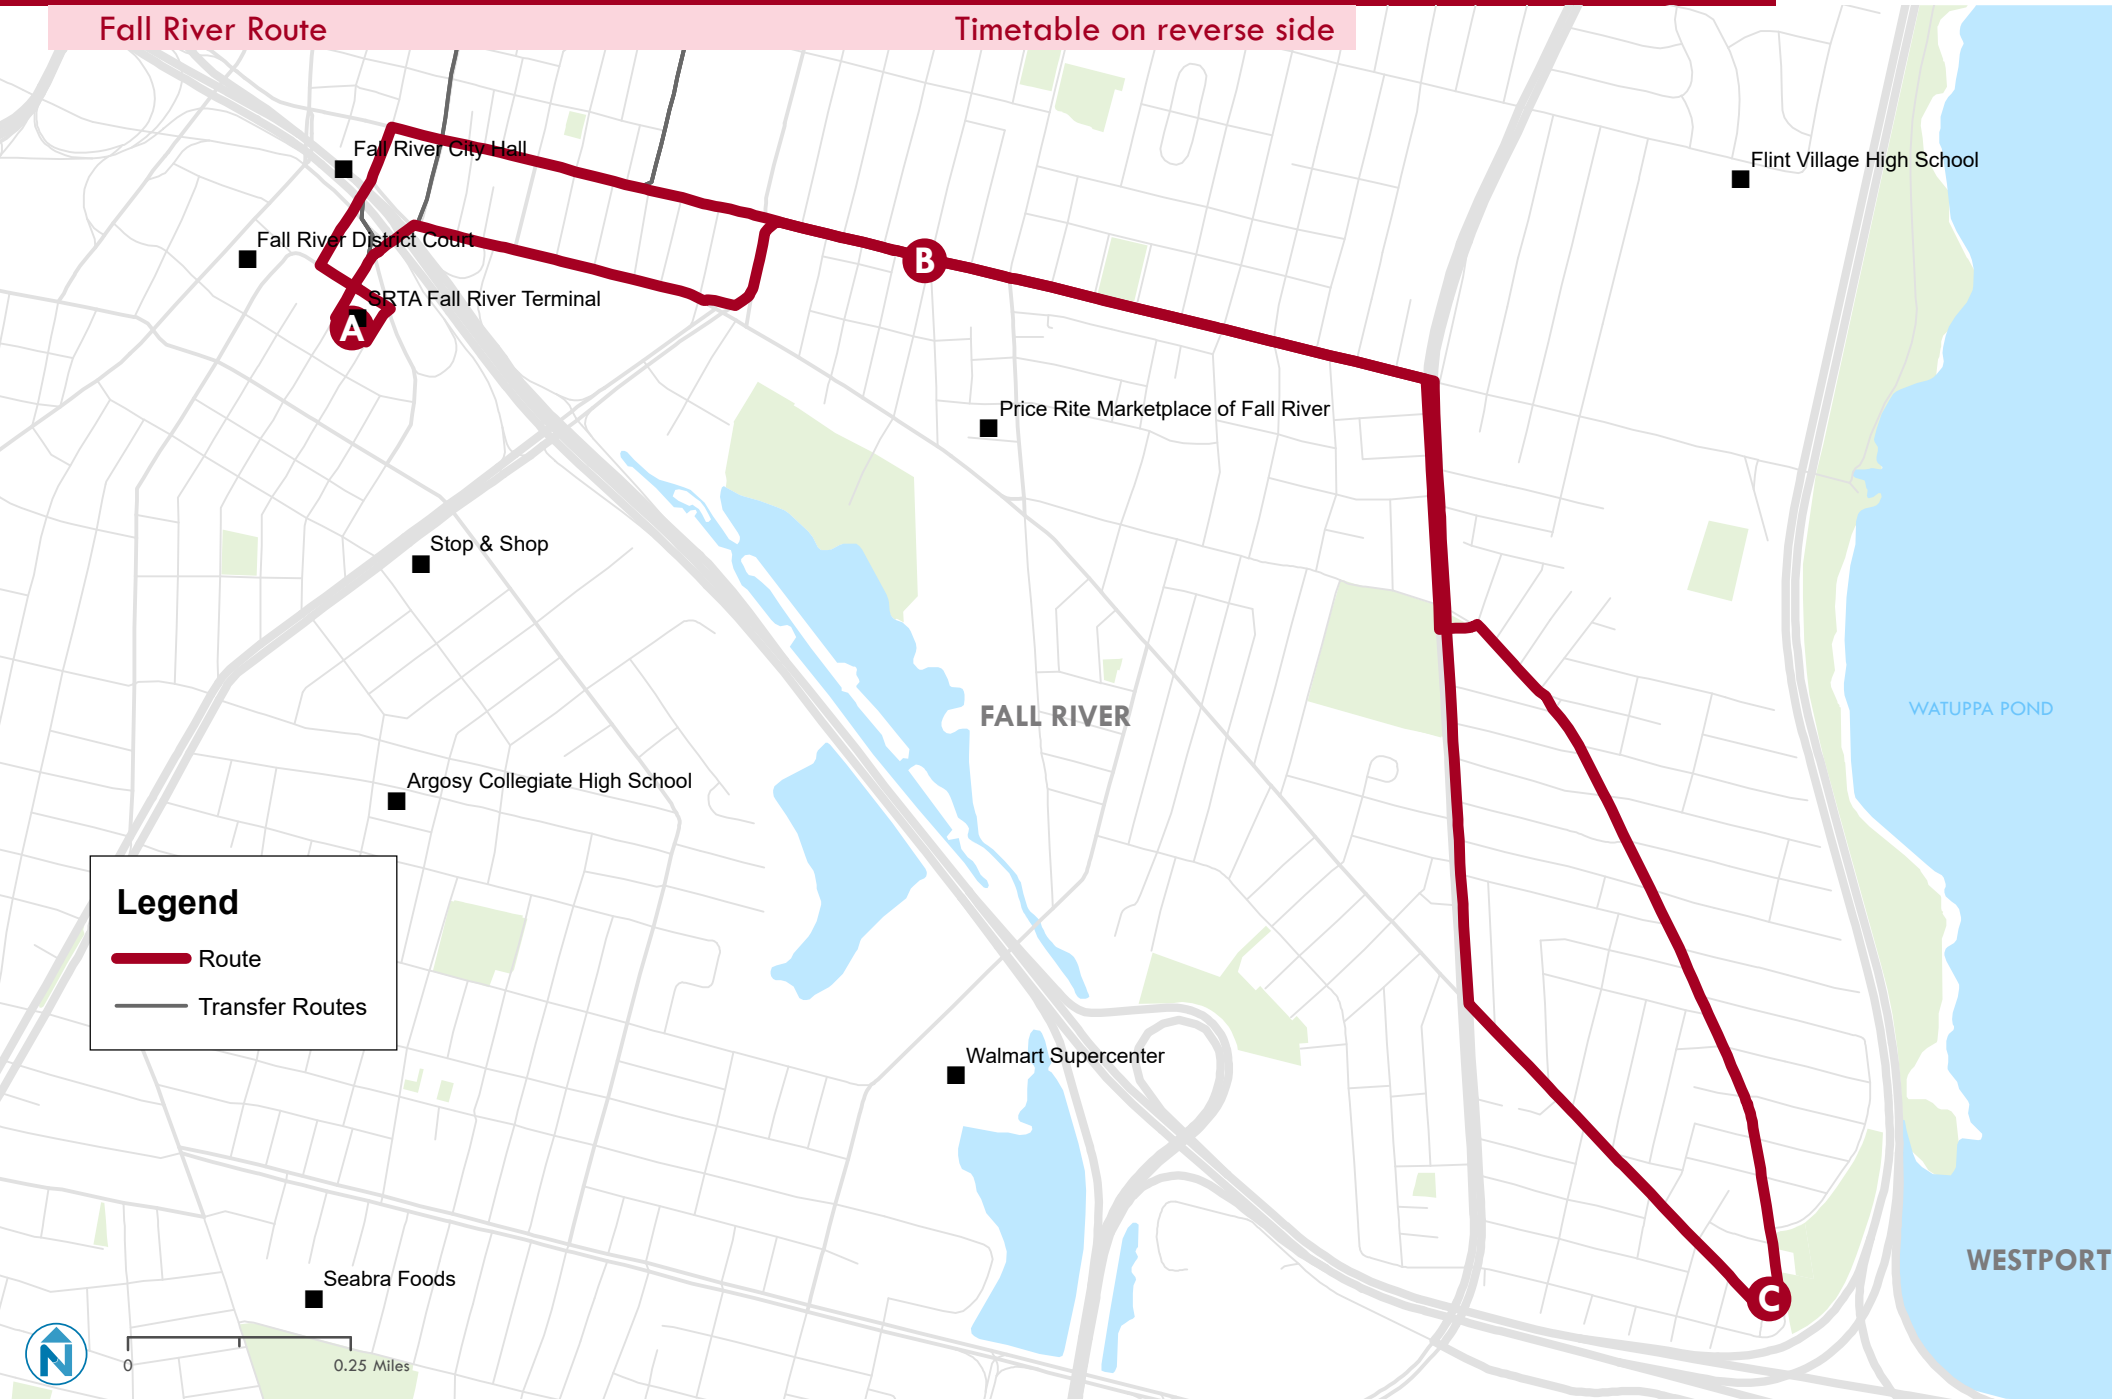 Fall River Route
Timetable on reverse side
Fall River City Hall
Flint Village High School
Fall River District Court
B
SRTA Fall River Terminal
A
Price Rite Marketplace of Fall River
Stop & Shop
WATUPPA POND
FALL RIVER
Argosy Collegiate High School
Legend
Route
Transfer Routes
Walmart Supercenter
WESTPORT
Seabra Foods
C
N
0
0.25 Miles